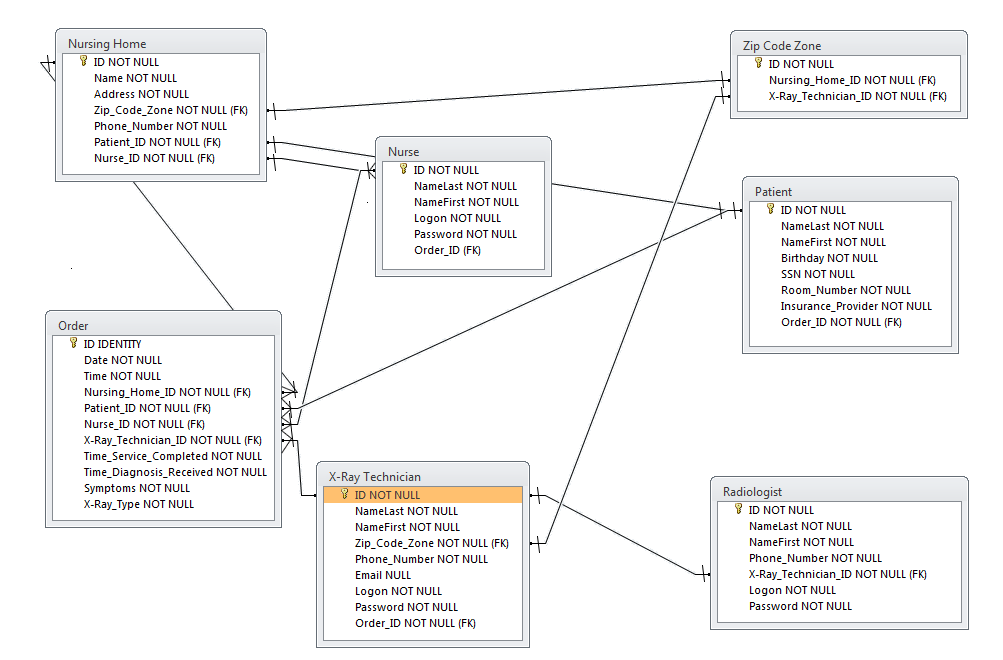 Nursing Home
ID NOT NULL
Name NOT NULL
Address NOT NULL
Zip_Code_Zone NOT NULL (FK)
Phone_Number NOT NULL
Patient_ID NOT NULL (FK)
Nurse_ID NOT NULL (FK)
Zip Code Zone
ID NOT NULL
Nursing_Home_ID NOT NULL (FK)
X-Ray_Technician_ID NOT NULL (FK)
Nurse
ID NOT NULL
NameLast NOT NULL
NameFirst NOT NULL
Logon NOT NULL
Password NOT NULL
Order_ID (FK)
Patient
ID NOT NULL
NameLast NOT NULL
NameFirst NOT NULL
Birthday NOT NULL
SSN NOT NULL
Room_Number NOT NULL
Insurance_Provider NOT NULL
Order_ID NOT NULL (FK)
Order
ID IDENTITY
Date NOT NULL
Time NOT NULL
Nursing_Home_ID NOT NULL (FK)
Patient_ID NOT NULL (FK)
Nurse_ID NOT NULL (FK)
X-Ray_Technician_ID NOT NULL (FK)
Time_Service_Completed NOT NULL
Time_Diagnosis_Received NOT NULL
Symptoms NOT NULL
X-Ray_Type NOT NULL
X-Ray Technician
ID NOT NULL
NameLast NOT NULL
NameFirst NOT NULL
Zip_Code_Zone NOT NULL (FK)
Phone_Number NOT NULL
Email NULL
Logon NOT NULL
Password NOT NULL
Order_ID NOT NULL (FK)
Radiologist
ID NOT NULL
NameLast NOT NULL
NameFirst NOT NULL
Phone_Number NOT NULL
X-Ray_Technician_ID NOT NULL (FK)
Logon NOT NULL
Password NOT NULL